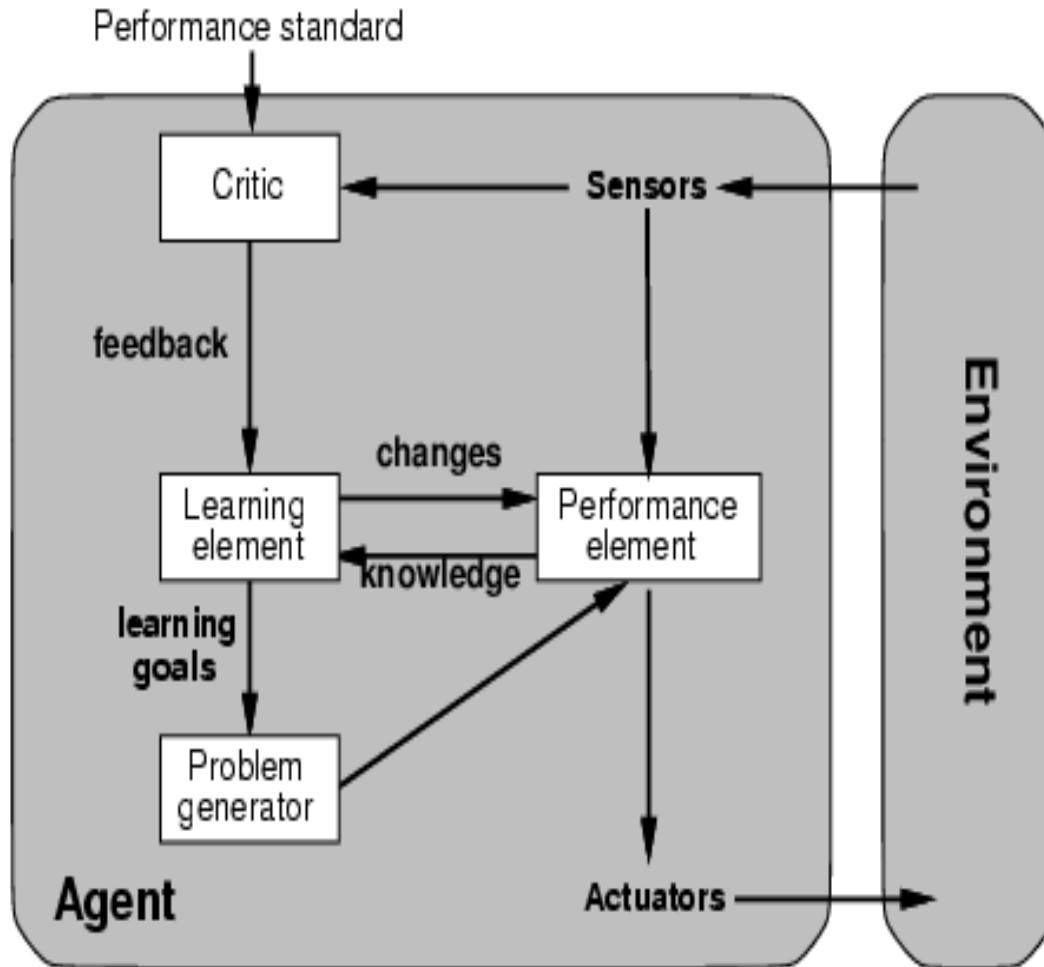 Performance standard
Critic
Sensors
feedback
changes
Learning
element
Performance
element
knowledge
learning
goals
Problem
generator
Agent
Actuators
Environment